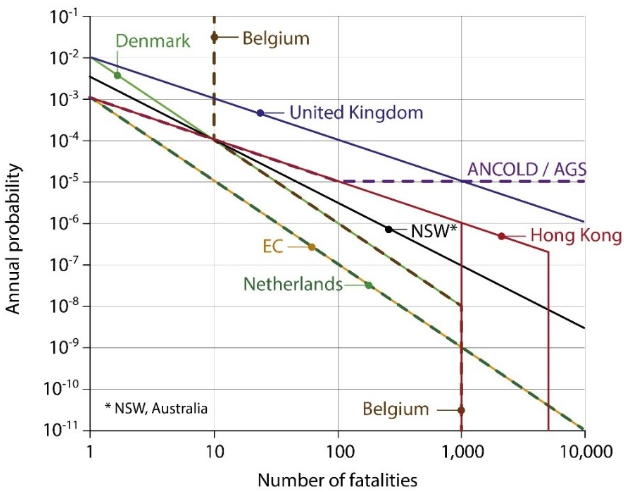 10⁻¹
Denmark
Belgium
10⁻²
10⁻³
United Kingdom
10⁻⁴
ANCOLD / AGS
10⁻⁵
10⁻⁶
NSW*
Hong Kong
EC
10⁻⁷
Netherlands
10⁻⁸
10⁻⁹
10⁻¹⁰
* NSW, Australia
Belgium
10⁻¹¹
1
10
100
1,000
10,000
Annual probability
Number of fatalities